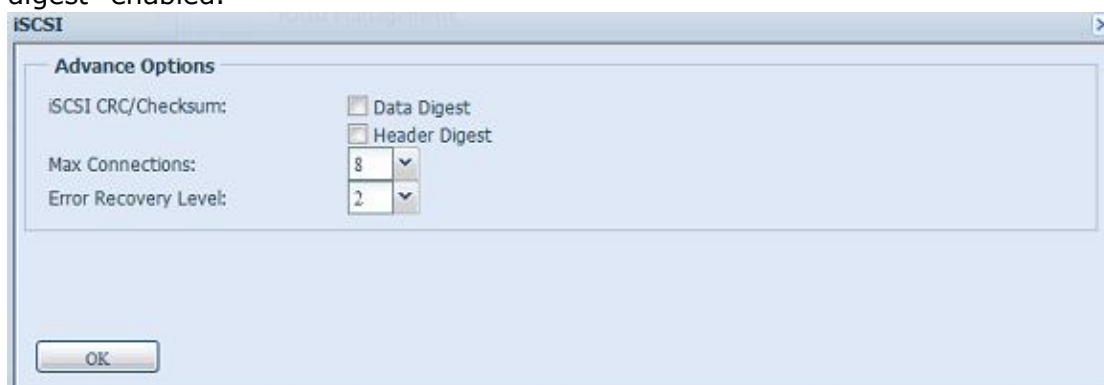 digest" enabled.
iSCSI
Advance Options
iSCSI CRC/Checksum:
Data Digest
Header Digest
Max Connections:
8
Error Recovery Level:
2
OK